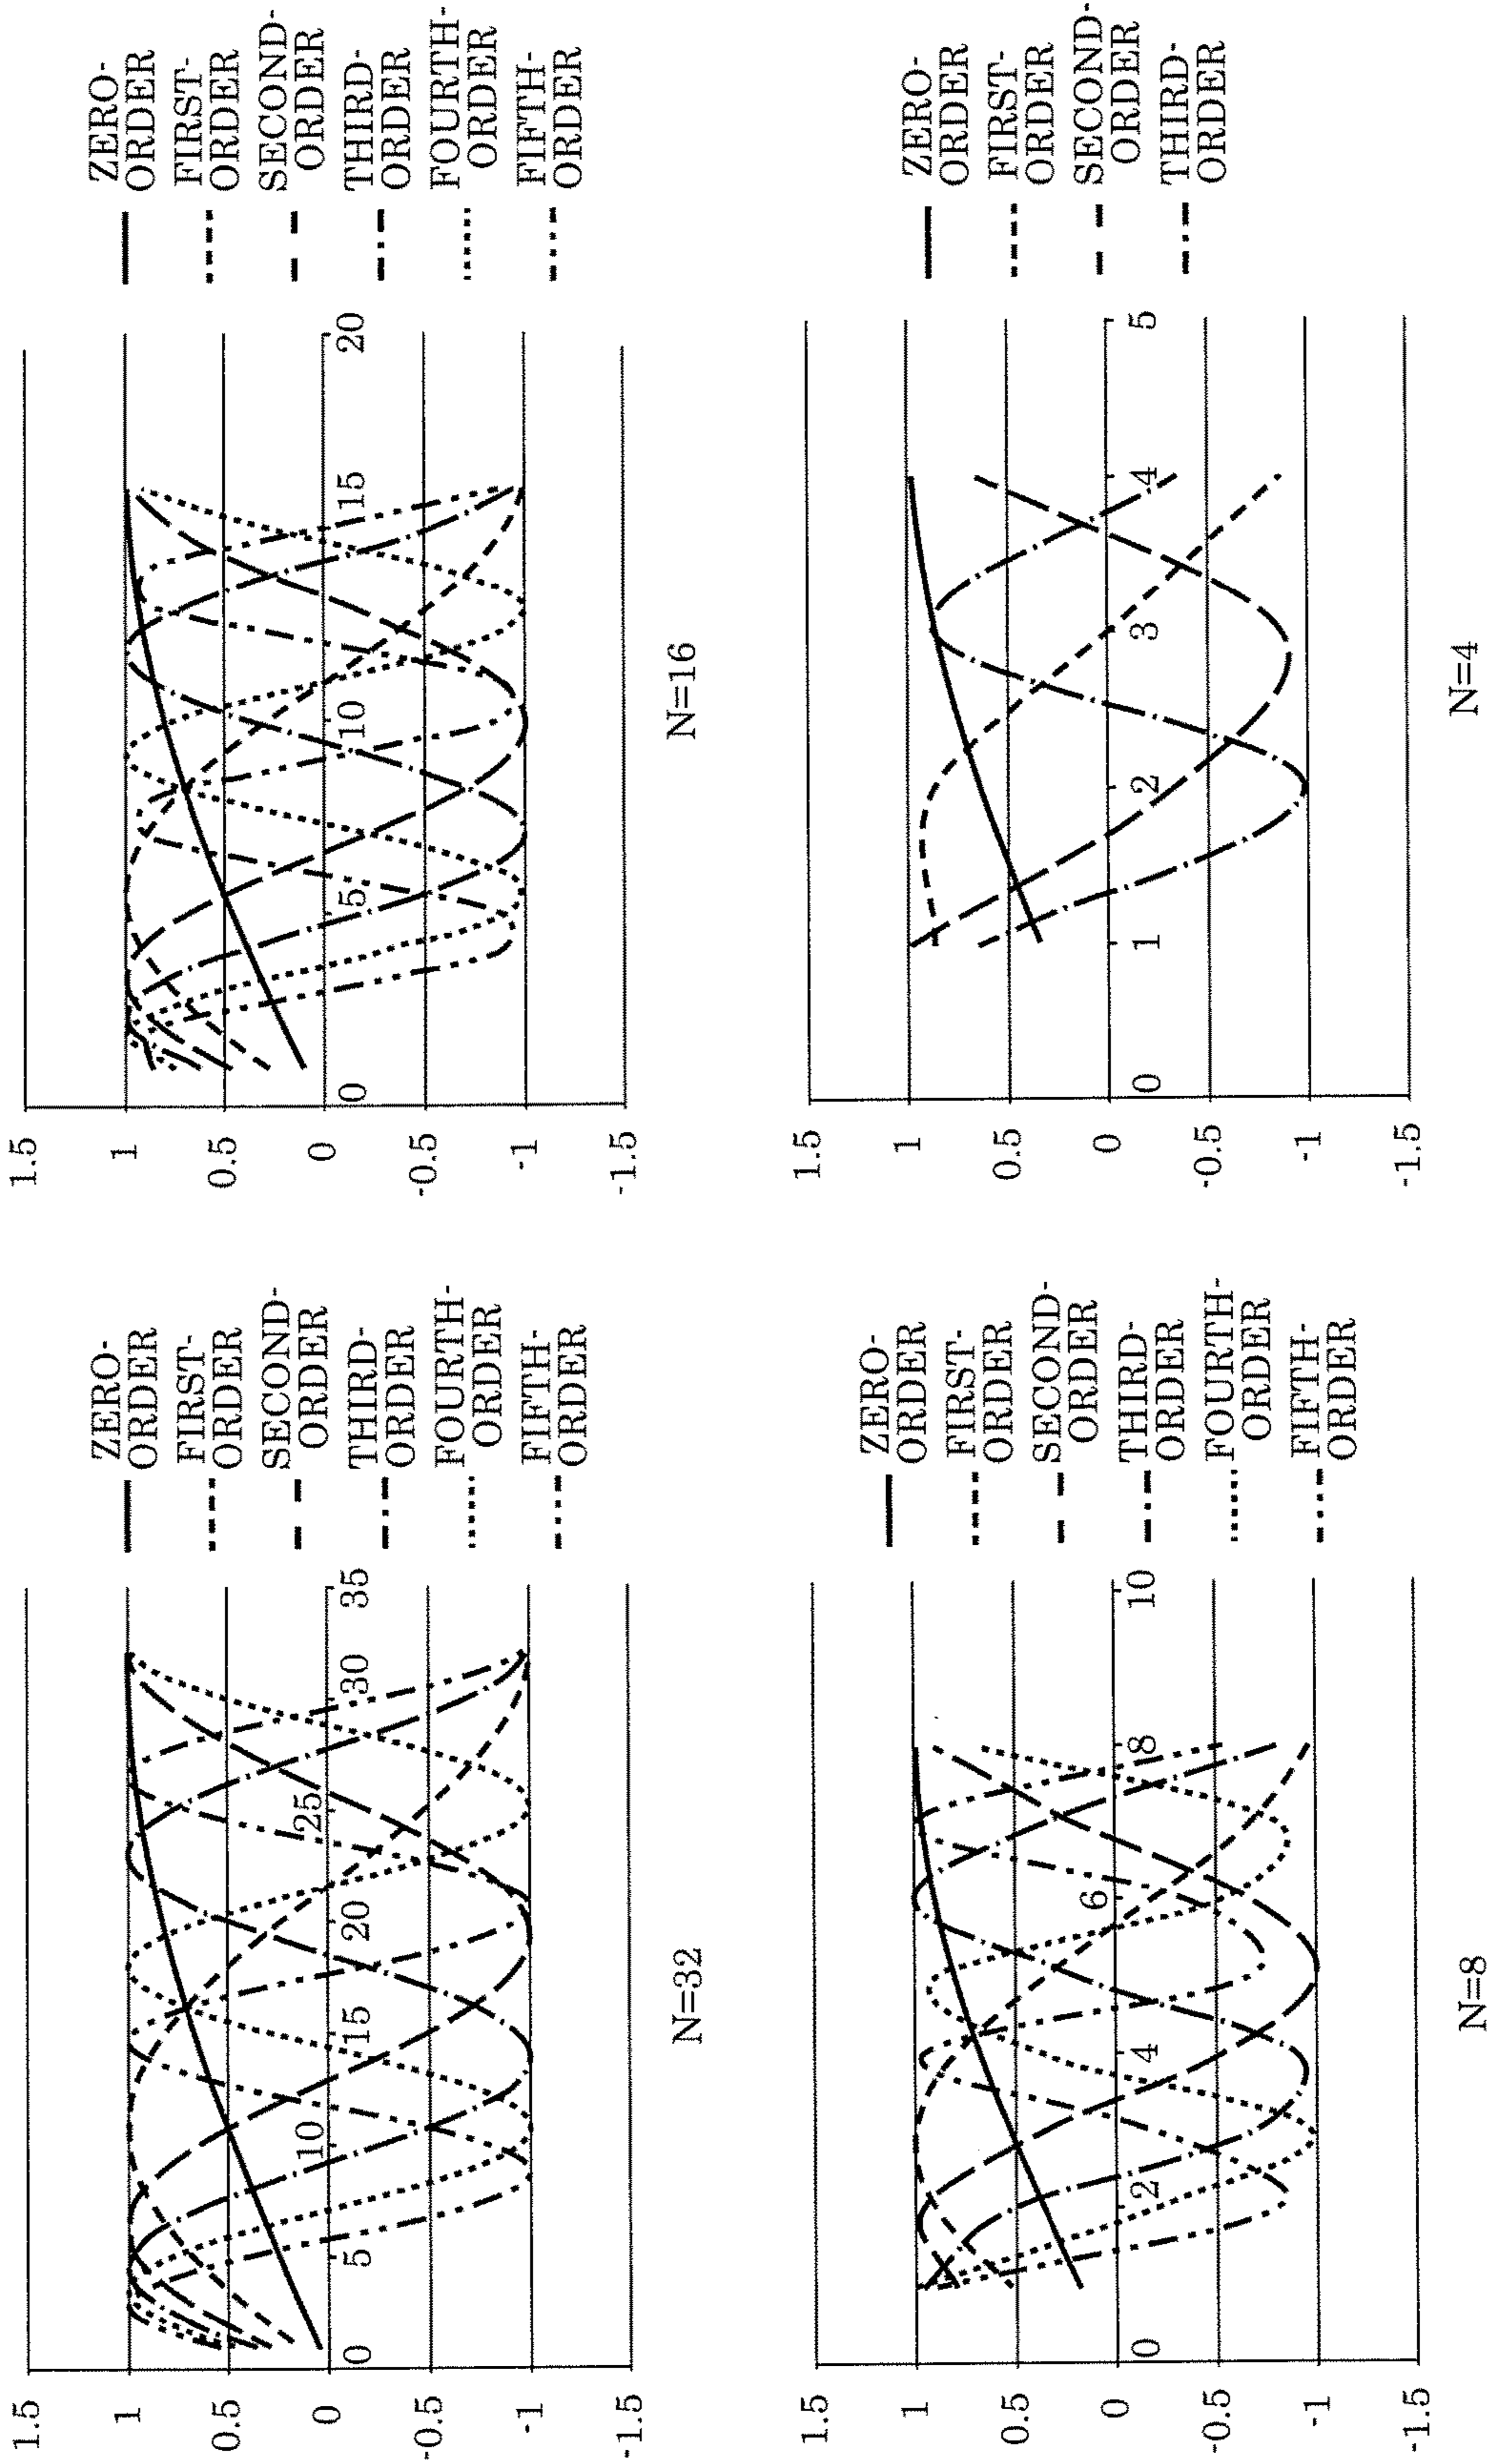 1.5
1
0.5
0
-0.5
-1
-1.5
0
5
10
15
20
25
30
35
ZERO-
ORDER
FIRST-
ORDER
SECOND-
ORDER
THIRD-
ORDER
FOURTH-
ORDER
FIFTH-
ORDER
N=32
1.5
1
0.5
0
-0.5
-1
-1.5
0
5
10
15
20
ZERO-
ORDER
FIRST-
ORDER
SECOND-
ORDER
THIRD-
ORDER
FOURTH-
ORDER
FIFTH-
ORDER
N=16
1.5
1
0.5
0
-0.5
-1
-1.5
0
2
4
6
8
10
ZERO-
ORDER
FIRST-
ORDER
SECOND-
ORDER
THIRD-
ORDER
FOURTH-
ORDER
FIFTH-
ORDER
N=8
1.5
1
0.5
0
-0.5
-1
-1.5
0
1
2
3
4
5
ZERO-
ORDER
FIRST-
ORDER
SECOND-
ORDER
THIRD-
ORDER
N=4